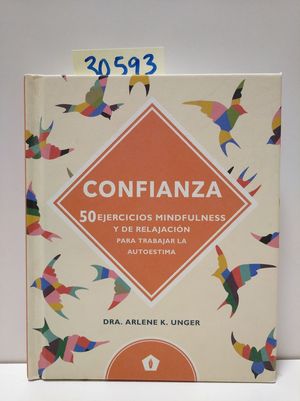 30593
CONFIANZA
50 EJERCICIOS MINDFULNESS
Y DE RELAJACIÓN
PARA TRABAJAR LA
AUTOESTIMA
DRA. ARLENE K. UNGER